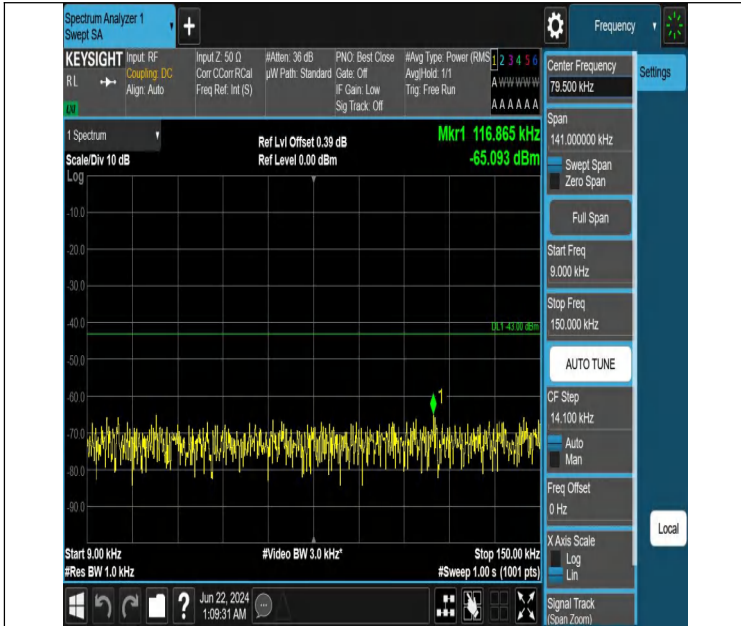 Spectrum Analyzer 1
Swept SA
+
Frequency
KEYSIGHT
RL
Input: RF
Coupling: DC
Align: Auto
Input Z: 50 Ω
Corr CCorr RCal
Freq Ref: Int (S)
#Atten: 36 dB
µW Path: Standard
PNO: Best Close
Gate: Off
IF Gain: Low
Sig Track: Off
#Avg Type: Power (RMS
Avg|Hold: 1/1
Trig: Free Run
1 2 3 4 5 6
A W W W W W
A A A A A A
1 Spectrum
Scale/Div 10 dB
Ref Lvl Offset 0.39 dB
Ref Level 0.00 dBm
Mkr1 116.865 kHz
-65.093 dBm
Log
-10.0
-20.0
-30.0
-40.0
-50.0
-60.0
-70.0
-80.0
-90.0
DL1 -43.00 dBm
1
Start 9.00 kHz
#Res BW 1.0 kHz
#Video BW 3.0 kHz*
Stop 150.00 kHz
#Sweep 1.00 s (1001 pts)
?
Jun 22, 2024
1:09:31 AM
Center Frequency
79.500 kHz
Span
141.000000 kHz
Swept Span
Zero Span
Full Span
Start Freq
9.000 kHz
Stop Freq
150.000 kHz
AUTO TUNE
CF Step
14.100 kHz
Auto
Man
Freq Offset
0 Hz
X Axis Scale
Log
Lin
Signal Track
(Span Zoom)
Settings
Local